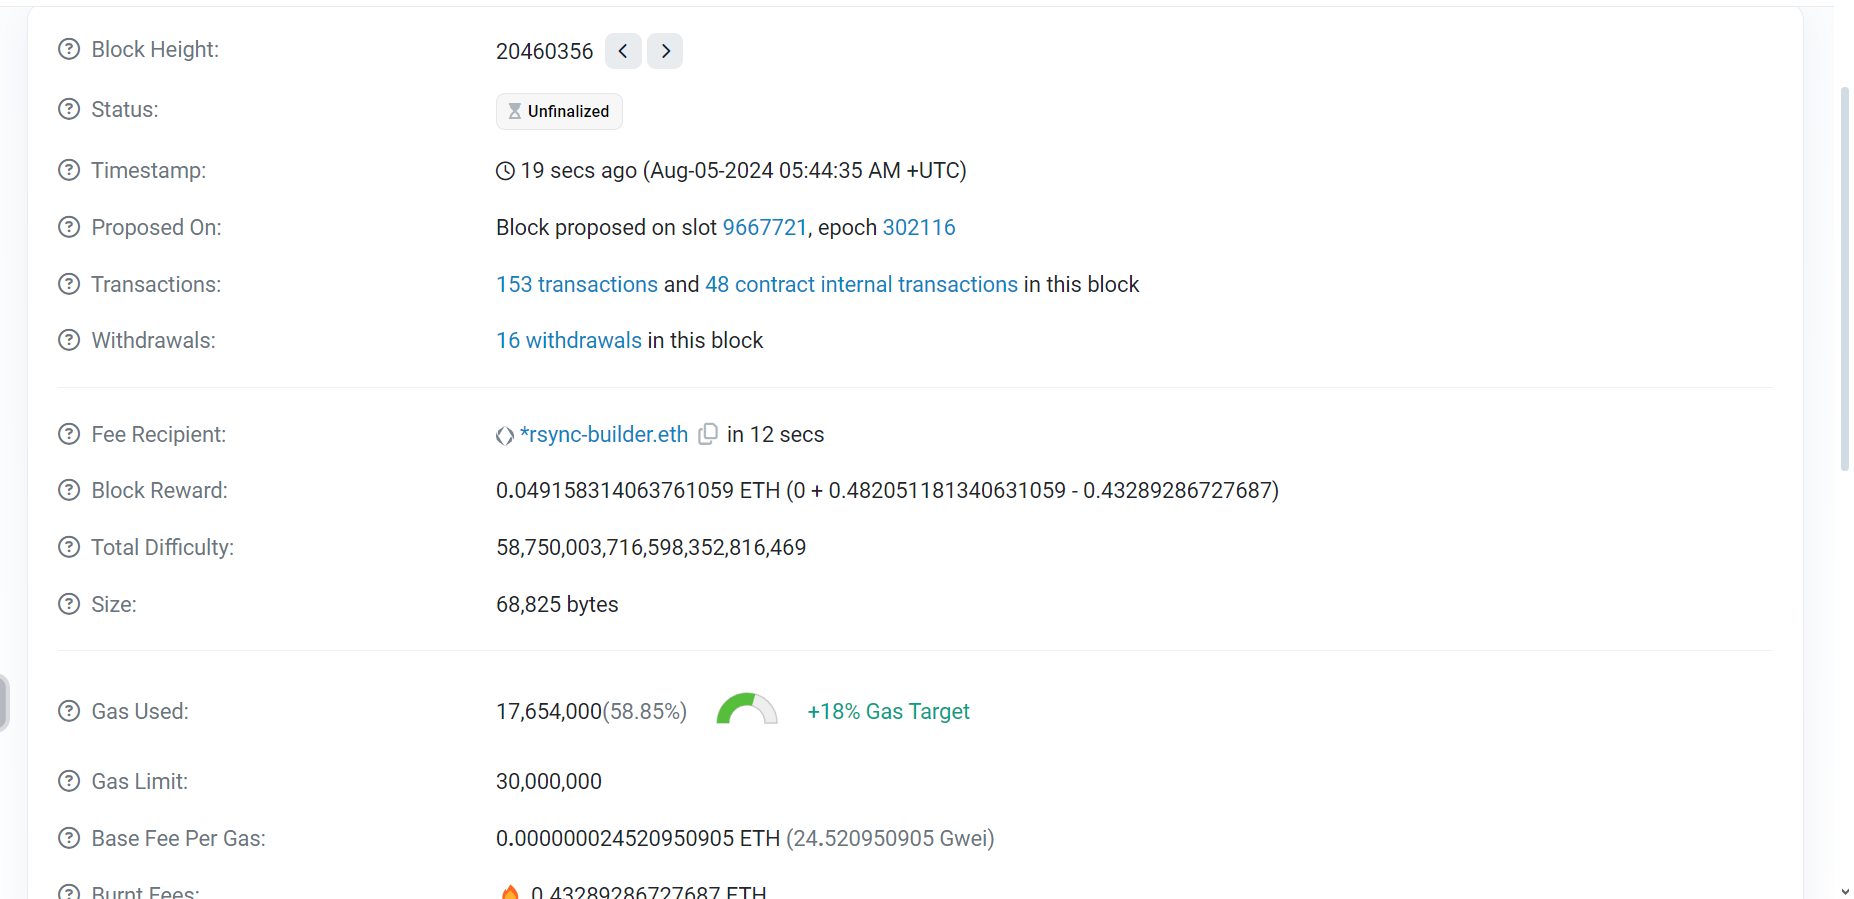 Block Height: 20460356
Status: Unfinalized
Timestamp: 19 secs ago (Aug-05-2024 05:44:35 AM +UTC)
Proposed On: Block proposed on slot 9667721, epoch 302116
Transactions: 153 transactions and 48 contract internal transactions in this block
Withdrawals: 16 withdrawals in this block
Fee Recipient: *rsync-builder.eth in 12 secs
Block Reward: 0.049158314063761059 ETH (0 + 0.482051181340631059 - 0.43289286727687)
Total Difficulty: 58,750,003,716,598,352,816,469
Size: 68,825 bytes
Gas Used: 17,654,000(58.85%) +18% Gas Target
Gas Limit: 30,000,000
Base Fee Per Gas: 0.000000024520950905 ETH (24.520950905 Gwei)
Burnt Fees: 0.43289286727687 ETH